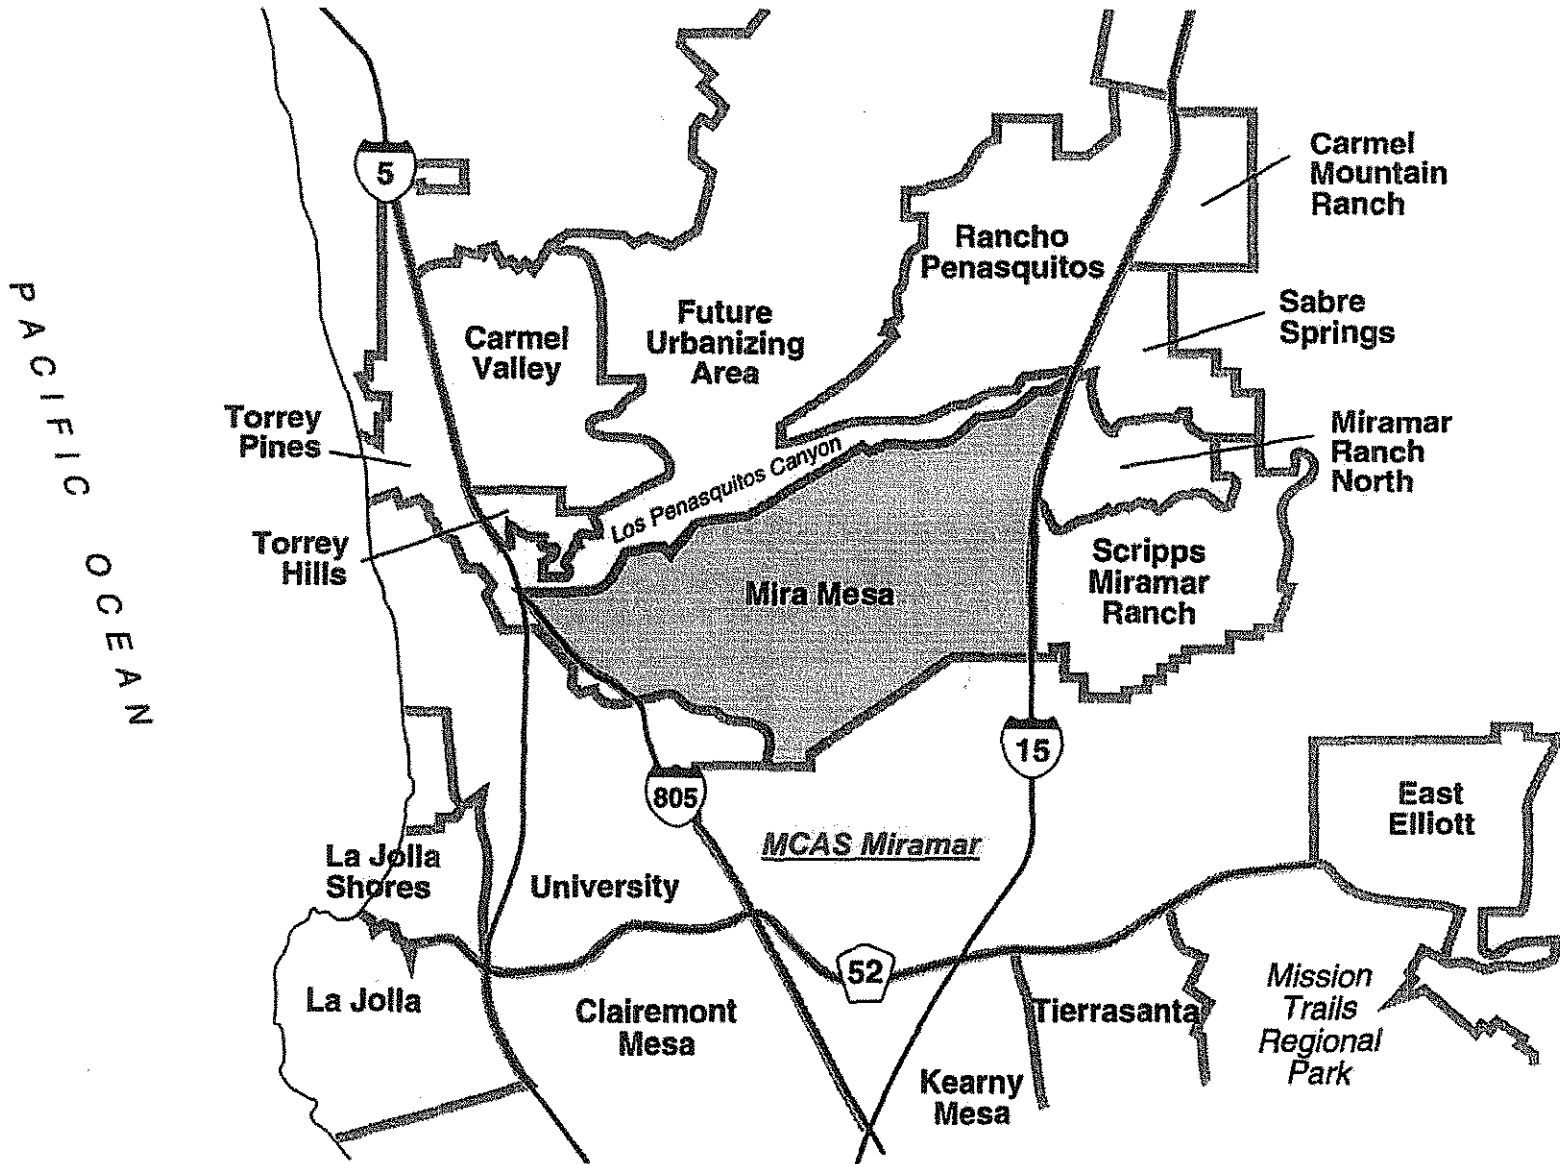 5
Carmel
Mountain
Ranch
Rancho
Penasquitos
Sabre
Springs
Future
Urbanizing
Area
Carmel
Valley
PACIFIC OCEAN
Torrey
Pines
Miramar
Ranch
North
Los Penasquitos Canyon
Torrey
Hills
Scripps
Miramar
Ranch
Mira Mesa
15
805
East
Elliott
MCAS Miramar
La Jolla
Shores
University
52
La Jolla
Clairemont
Mesa
Tierrasanta
Mission
Trails
Regional
Park
Kearny
Mesa